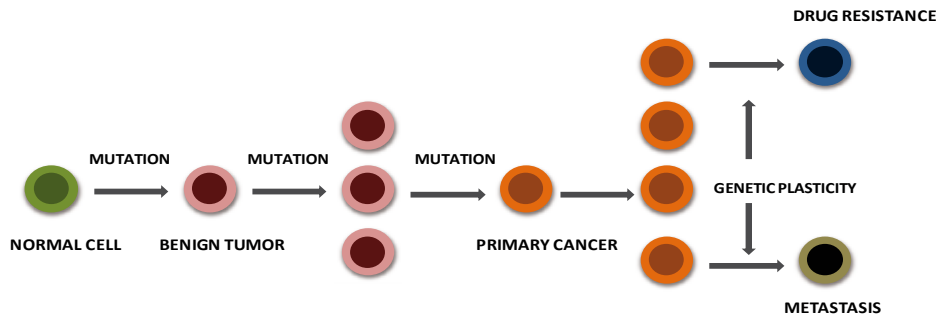 DRUG RESISTANCE
MUTATION
MUTATION
MUTATION
GENETIC PLASTICITY
NORMAL CELL
BENIGN TUMOR
PRIMARY CANCER
METASTASIS